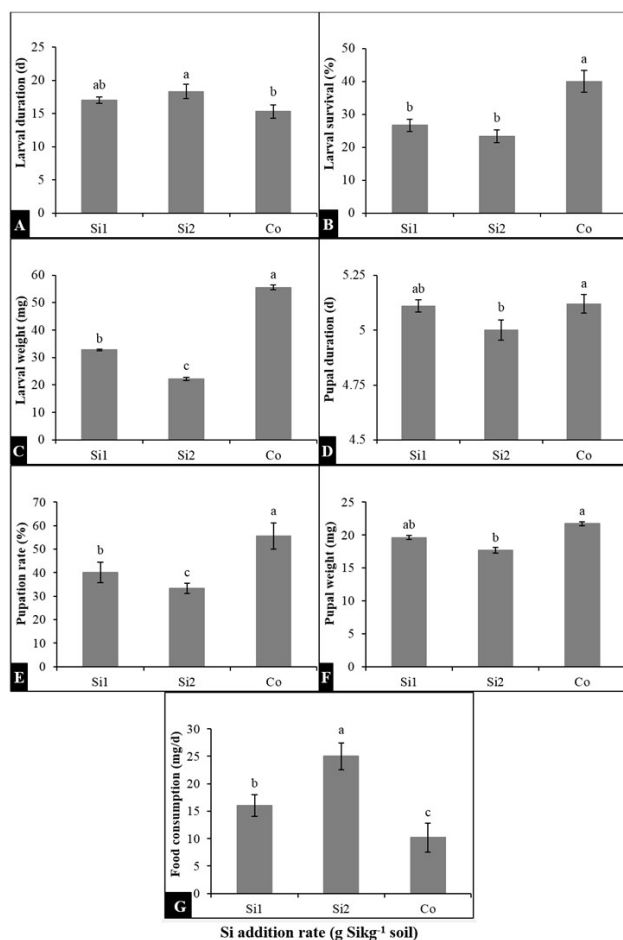 Larval duration (d)
25
20
15
10
5
0
ab
a
b
Si1
Si2
Co
A
Larval survival (%)
50
40
30
20
10
0
b
b
a
Si1
Si2
Co
B
Larval weight (mg)
60
50
40
30
20
10
0
b
c
a
Si1
Si2
Co
C
Pupal duration (d)
5.25
5
4.75
4.5
ab
b
a
Si1
Si2
Co
D
Pupation rate (%)
70
60
50
40
30
20
10
0
b
c
a
Si1
Si2
Co
E
Pupal weight (mg)
25
20
15
10
5
0
ab
b
a
Si1
Si2
Co
F
Food consumption (mg/d)
30
25
20
15
10
5
0
b
a
c
Si1
Si2
Co
G
Si addition rate (g Sikg⁻¹ soil)